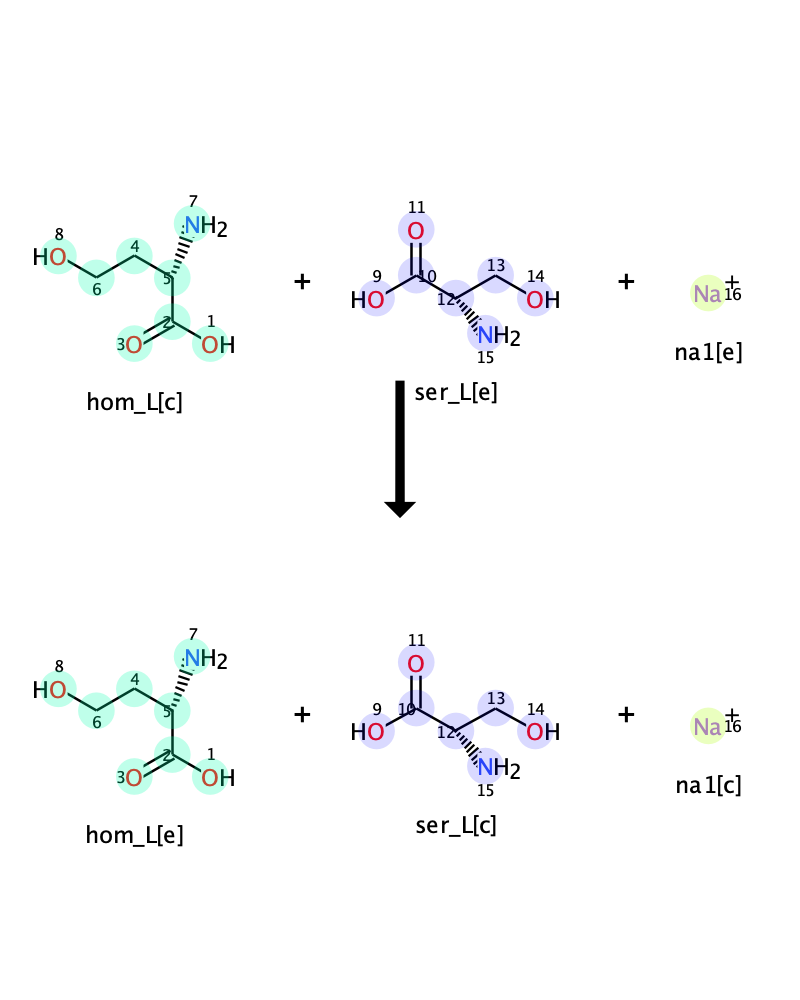 7
NH2
8
HO
4
5
6
2
1
3O
OH
hom_L[c]
+
11
O
9
10
13
14
HO
12
OH
NH2
15
ser_L[e]
+
Na+
16
na1[e]
7
NH2
8
HO
4
5
6
2
1
3O
OH
hom_L[e]
+
11
O
9
10
13
14
HO
12
OH
NH2
15
ser_L[c]
+
Na+
16
na1[c]